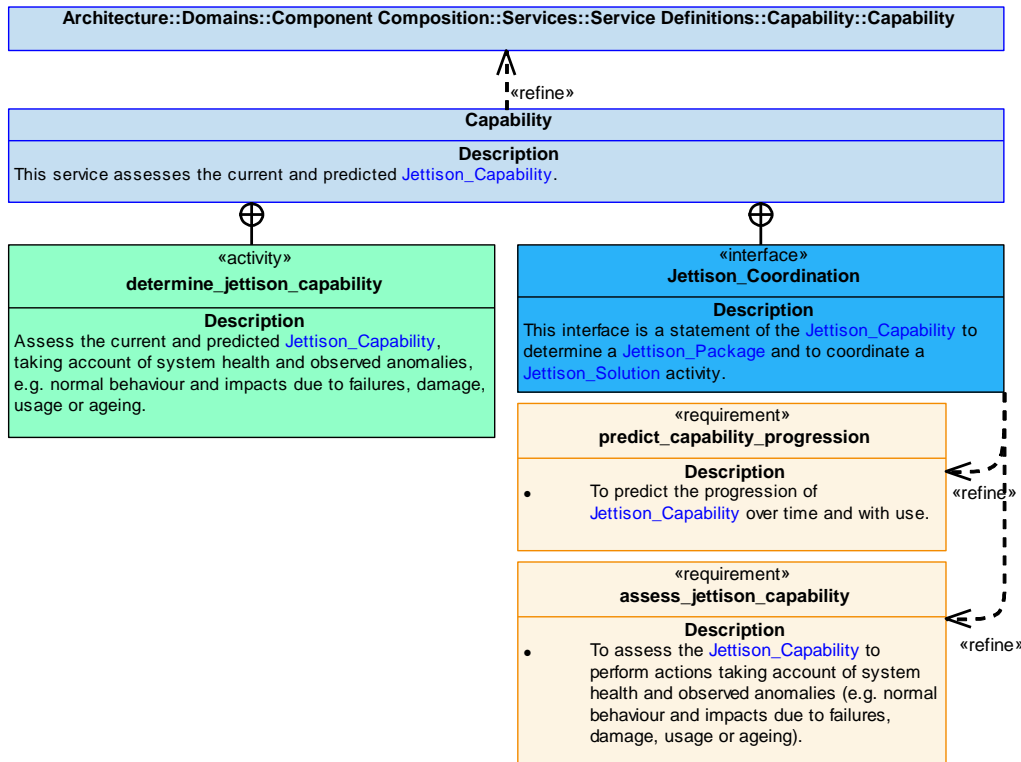 Architecture::Domains::Component Composition::Services::Service Definitions::Capability::Capability
«refine»
Capability
Description
This service assesses the current and predicted Jettison_Capability.
«activity»
determine_jettison_capability
Description
Assess the current and predicted Jettison_Capability,
taking account of system health and observed anomalies,
e.g. normal behaviour and impacts due to failures, damage,
usage or ageing.
«interface»
Jettison_Coordination
Description
This interface is a statement of the Jettison_Capability to
determine a Jettison_Package and to coordinate a
Jettison_Solution activity.
«requirement»
predict_capability_progression
Description
• To predict the progression of
Jettison_Capability over time and with use.
«refine»
«requirement»
assess_jettison_capability
Description
• To assess the Jettison_Capability to
perform actions taking account of system
health and observed anomalies (e.g. normal
behaviour and impacts due to failures,
damage, usage or ageing).
«refine»